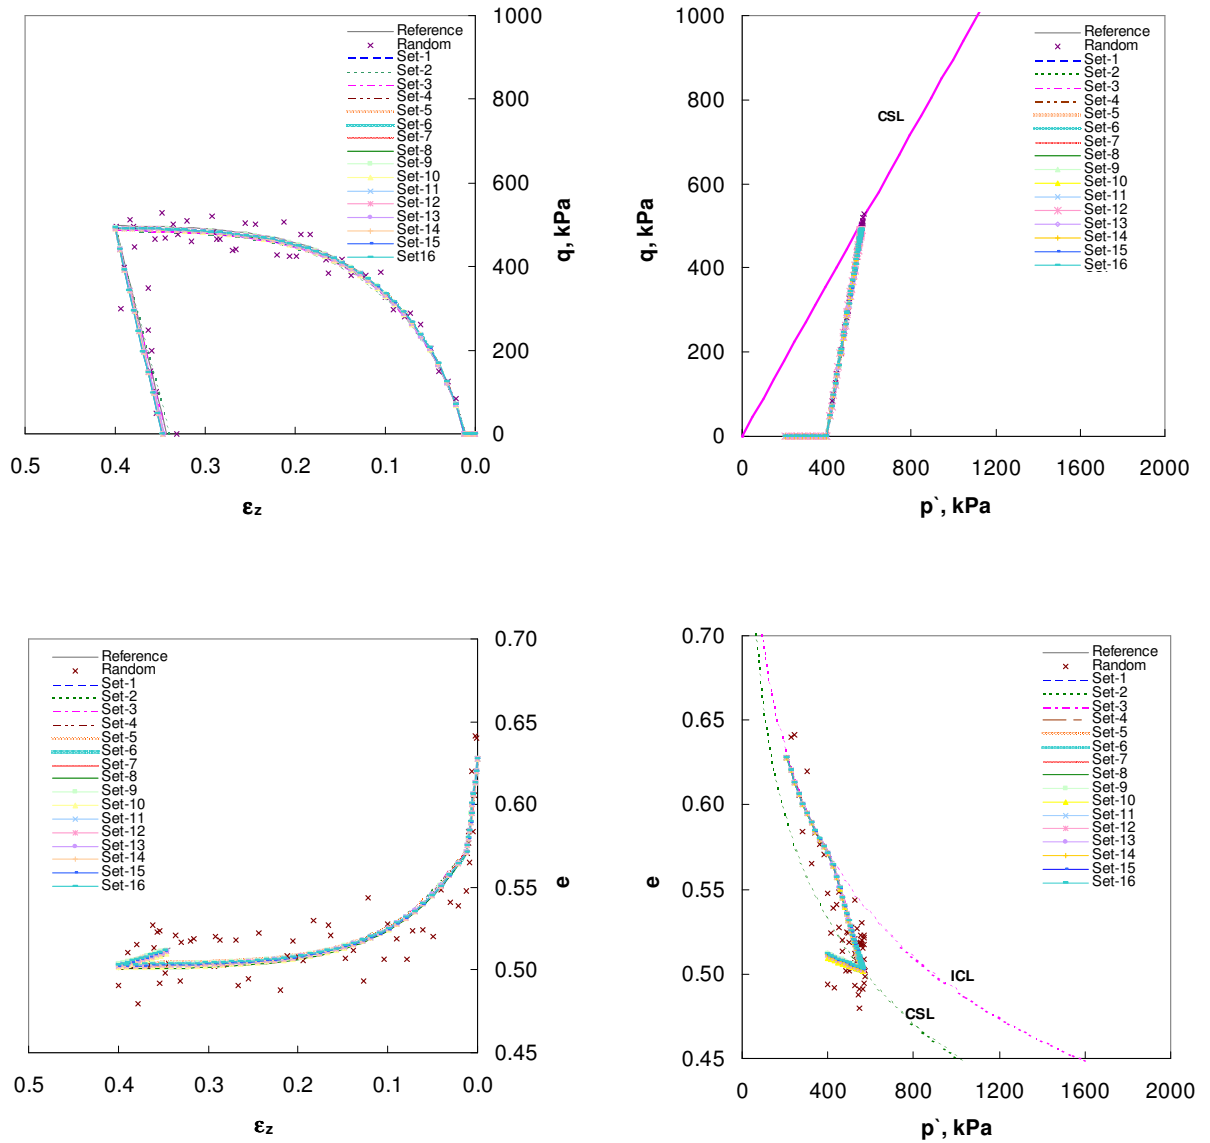 1000
800
600
400
200
0
q, kPa
Reference
Random
Set-1
Set-2
Set-3
Set-4
Set-5
Set-6
Set-7
Set-8
Set-9
Set-10
Set-11
Set-12
Set-13
Set-14
Set-15
Set16
0.5 0.4 0.3 0.2 0.1 0.0
εz
1000
800
600
400
200
0
q, kPa
CSL
Reference
Random
Set-1
Set-2
Set-3
Set-4
Set-5
Set-6
Set-7
Set-8
Set-9
Set-10
Set-11
Set-12
Set-13
Set-14
Set-15
Set-16
0 400 800 1200 1600 2000
p`, kPa
0.70
0.65
0.60
0.55
0.50
0.45
e
Reference
Random
Set-1
Set-2
Set-3
Set-4
Set-5
Set-6
Set-7
Set-8
Set-9
Set-10
Set-11
Set-12
Set-13
Set-14
Set-15
Set-16
0.5 0.4 0.3 0.2 0.1 0.0
εz
0.70
0.65
0.60
0.55
0.50
0.45
e
Reference
Random
Set-1
Set-2
Set-3
Set-4
Set-5
Set-6
Set-7
Set-8
Set-9
Set-10
Set-11
Set-12
Set-13
Set-14
Set-15
Set-16
ICL
CSL
0 400 800 1200 1600 2000
p`, kPa